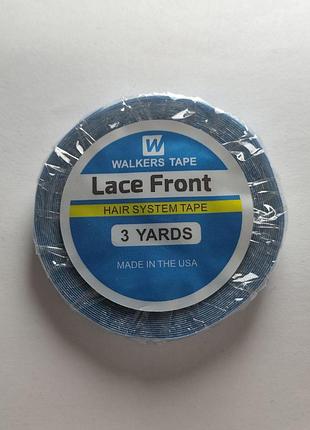 W
WALKERS TAPE
Lace Front
HAIR SYSTEM TAPE
3 YARDS
MADE IN THE USA